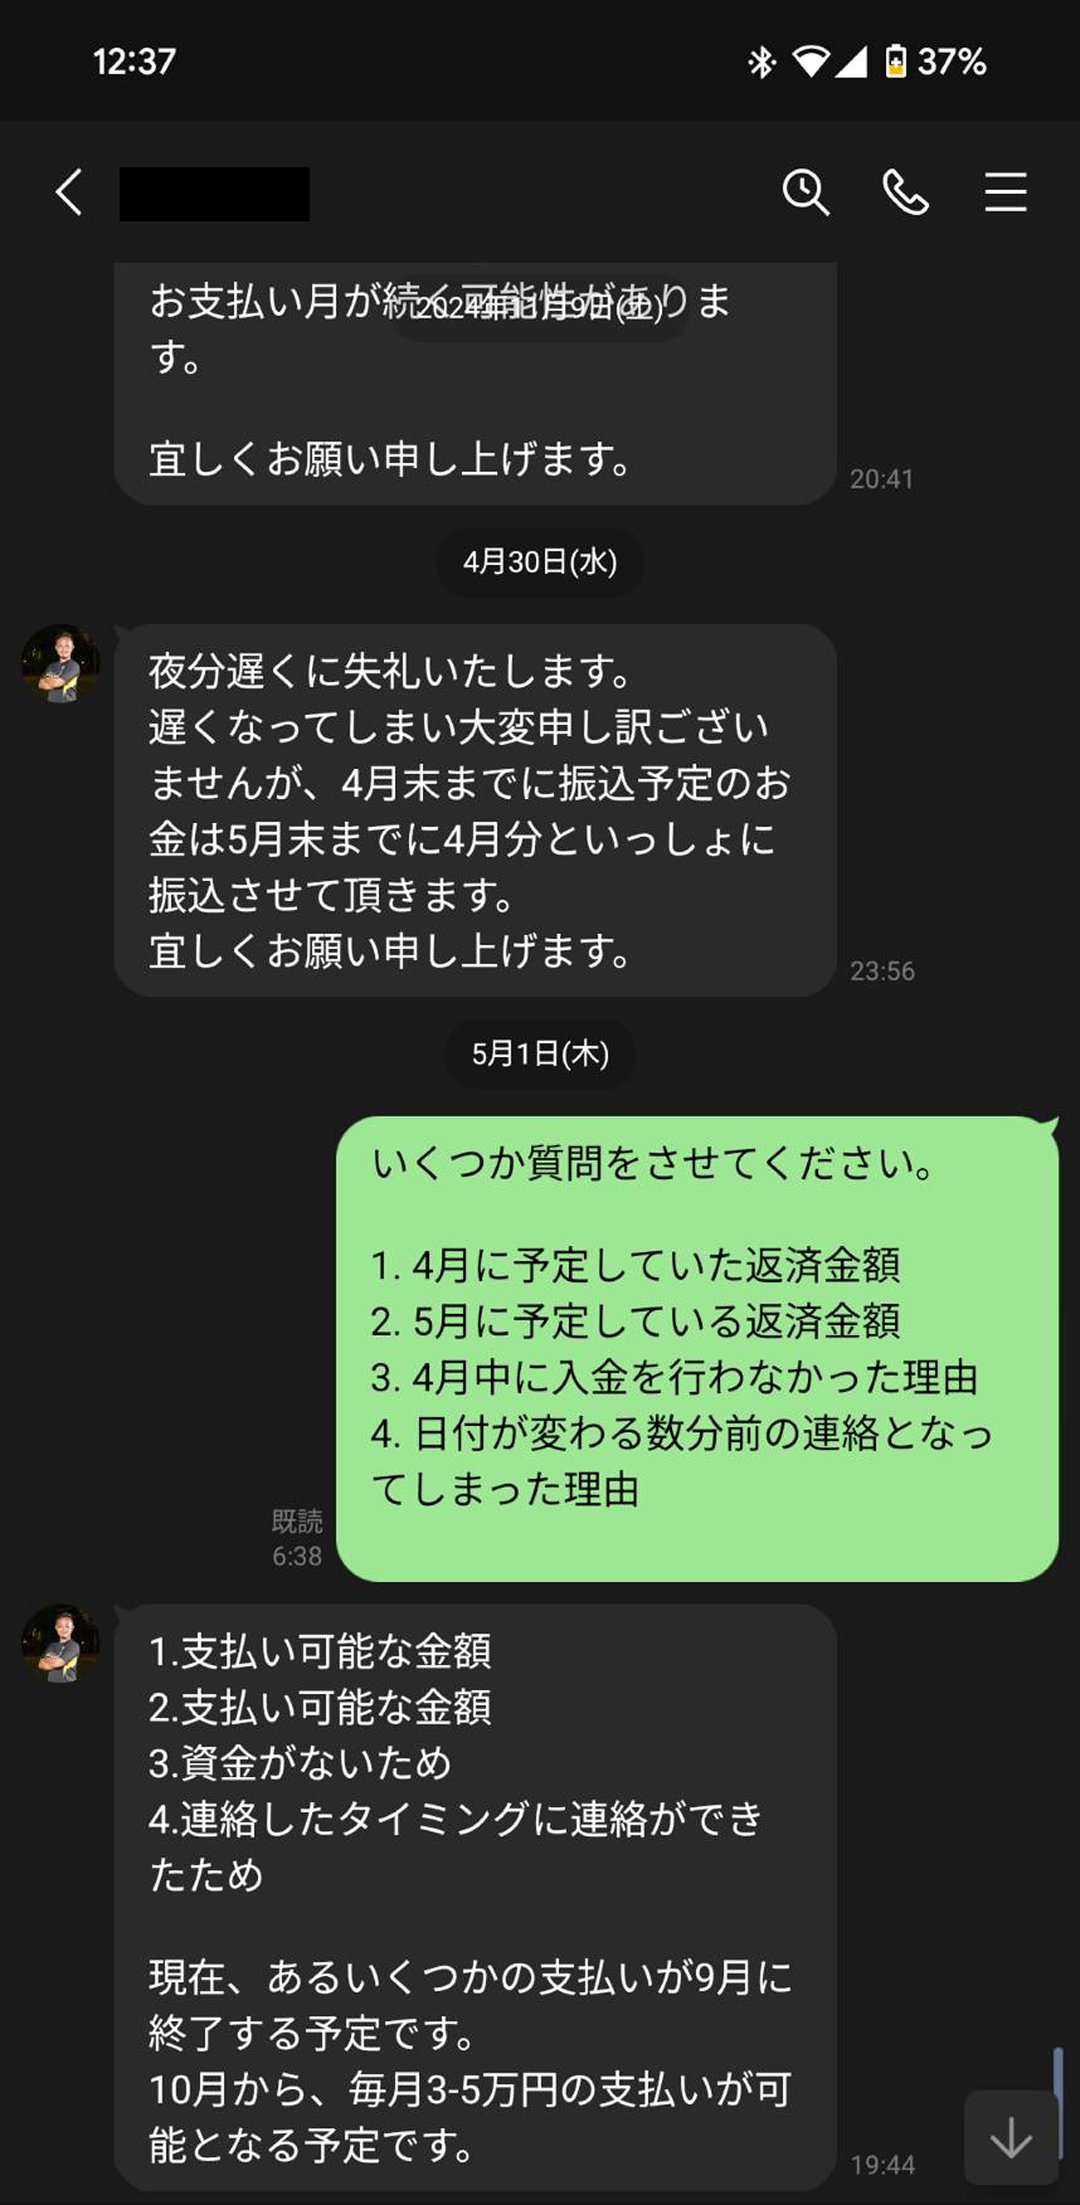 12:37
37%
お支払い月が続く可能性がありま
2024年11月9日(土)
す。
宜しくお願い申し上げます。
20:41
4月30日(水)
夜分遅くに失礼いたします。
遅くなってしまい大変申し訳ござい
ませんが、4月末までに振込予定のお
金は5月末までに4月分といっしょに
振込させて頂きます。
宜しくお願い申し上げます。
23:56
5月1日(木)
いくつか質問をさせてください。
1. 4月に予定していた返済金額
2. 5月に予定している返済金額
3. 4月中に入金を行わなかった理由
4. 日付が変わる数分前の連絡となっ
てしまった理由
既読
6:38
1.支払い可能な金額
2.支払い可能な金額
3.資金がないため
4.連絡したタイミングに連絡ができ
たため
現在、あるいくつかの支払いが9月に
終了する予定です。
10月から、毎月3-5万円の支払いが可
能となる予定です。
19:44